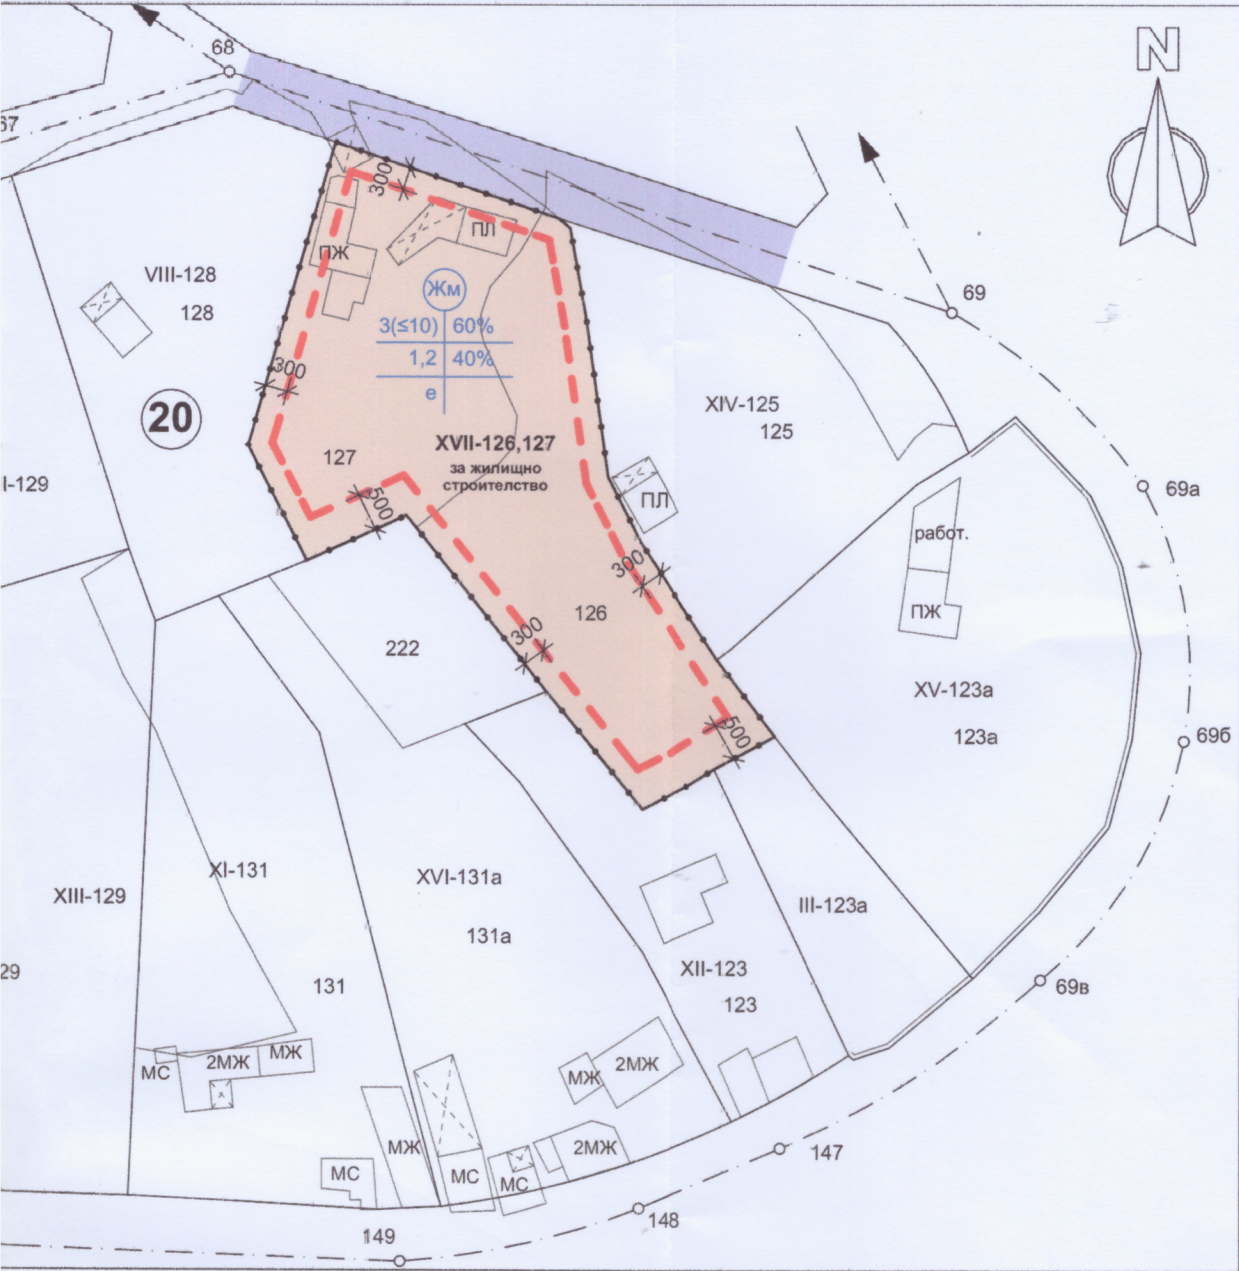 N
68
67
300
ПЛ
ПЖ
VIII-128
128
Жм
3(≤10) 60%
1,2 40%
е
69
300
20
XIV-125
125
127
XVII-126,127
за жилищно
строителство
I-129
500
ПЛ
69а
работ.
300
126
ПЖ
300
222
XV-123а
123а
500
69б
XI-131
XIII-129
XVI-131а
131а
III-123а
XII-123
123
29
131
69в
МС
2МЖ
МЖ
МЖ
2МЖ
МЖ
2МЖ
МС
МС
МС
147
148
149